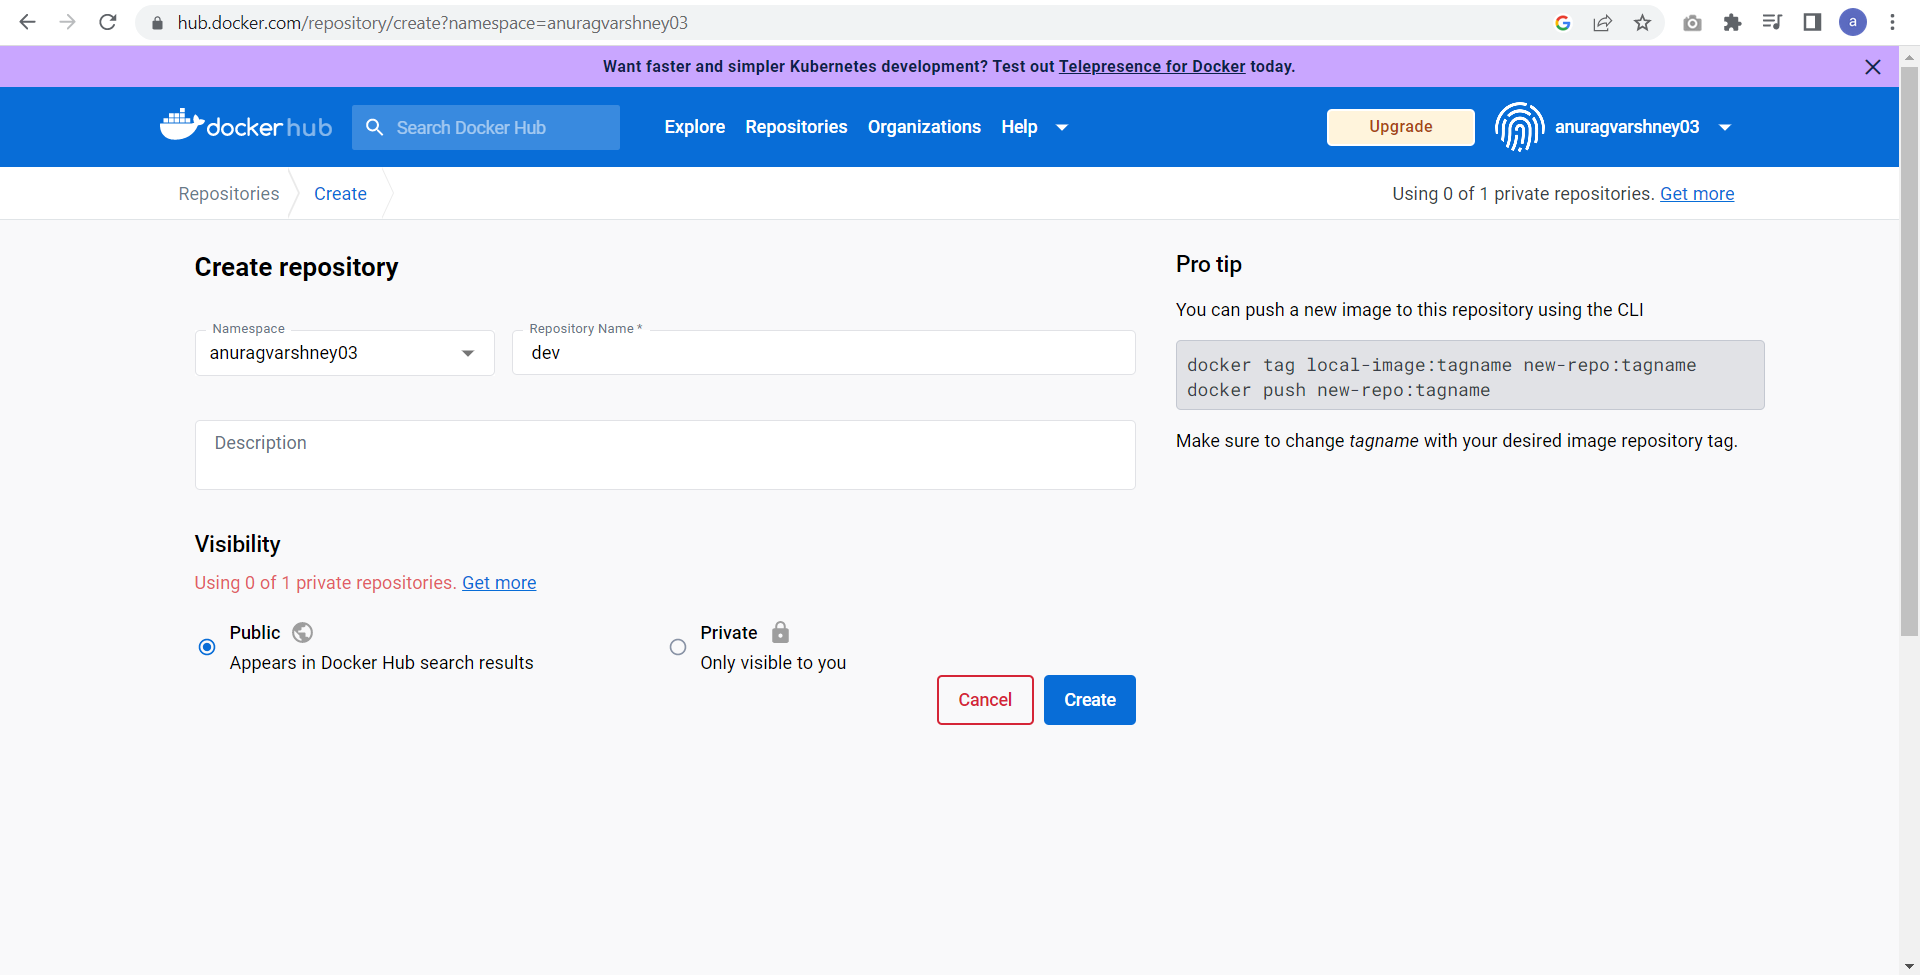 hub.docker.com/repository/create?namespace=anuragvarshney03
a
Want faster and simpler Kubernetes development? Test out Telepresence for Docker today.
docker hub
Search Docker Hub
Explore
Repositories
Organizations
Help
Upgrade
anuragvarshney03
Repositories
Create
Using 0 of 1 private repositories. Get more
Create repository
Namespace
anuragvarshney03
Repository Name *
dev
Description
Visibility
Using 0 of 1 private repositories. Get more
Public
Appears in Docker Hub search results
Private
Only visible to you
Cancel
Create
Pro tip
You can push a new image to this repository using the CLI
docker tag local-image:tagname new-repo:tagname
docker push new-repo:tagname
Make sure to change tagname with your desired image repository tag.